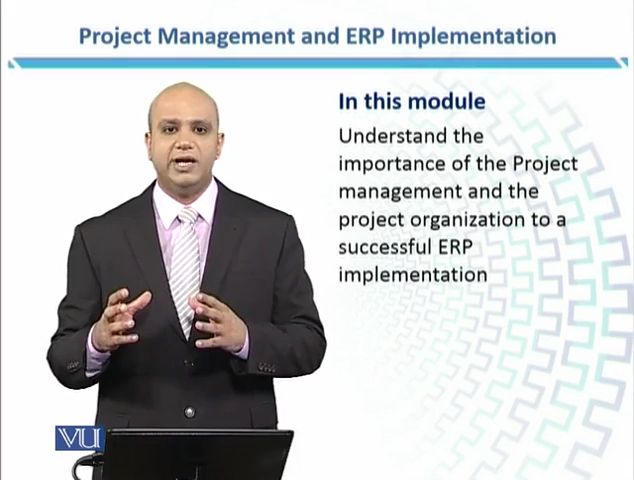 Project Management and ERP Implementation
In this module
Understand the
importance of the Project
management and the
project organization to a
successful ERP
implementation
VU